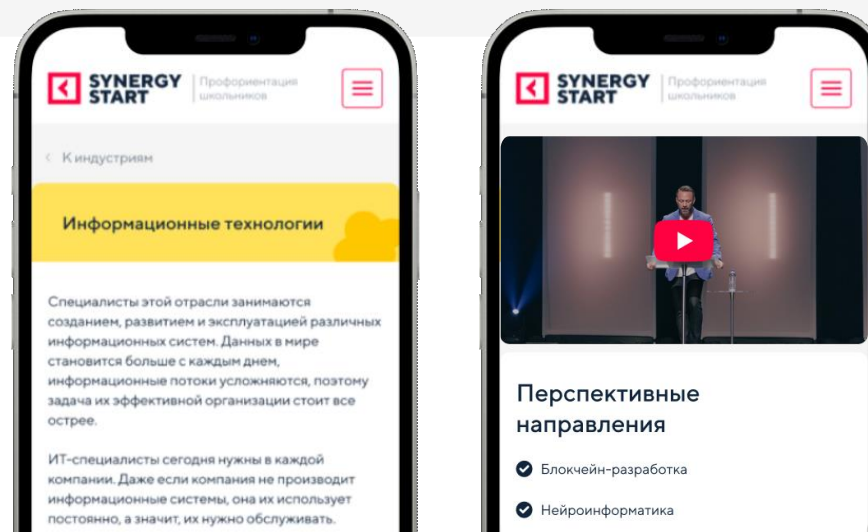 SYNERGY
START
Профориентация
школьников
К индустриям
Информационные технологии
Специалисты этой отрасли занимаются
созданием, развитием и эксплуатацией различных
информационных систем. Данных в мире
становится больше с каждым днем,
информационные потоки усложняются, поэтому
задача их эффективной организации стоит все
острее.
ИТ-специалисты сегодня нужны в каждой
компании. Даже если компания не производит
информационные системы, она их использует
постоянно, а значит, их нужно обслуживать.
SYNERGY
START
Профориентация
школьников
Перспективные
направления
Блокчейн-разработка
Нейроинформатика